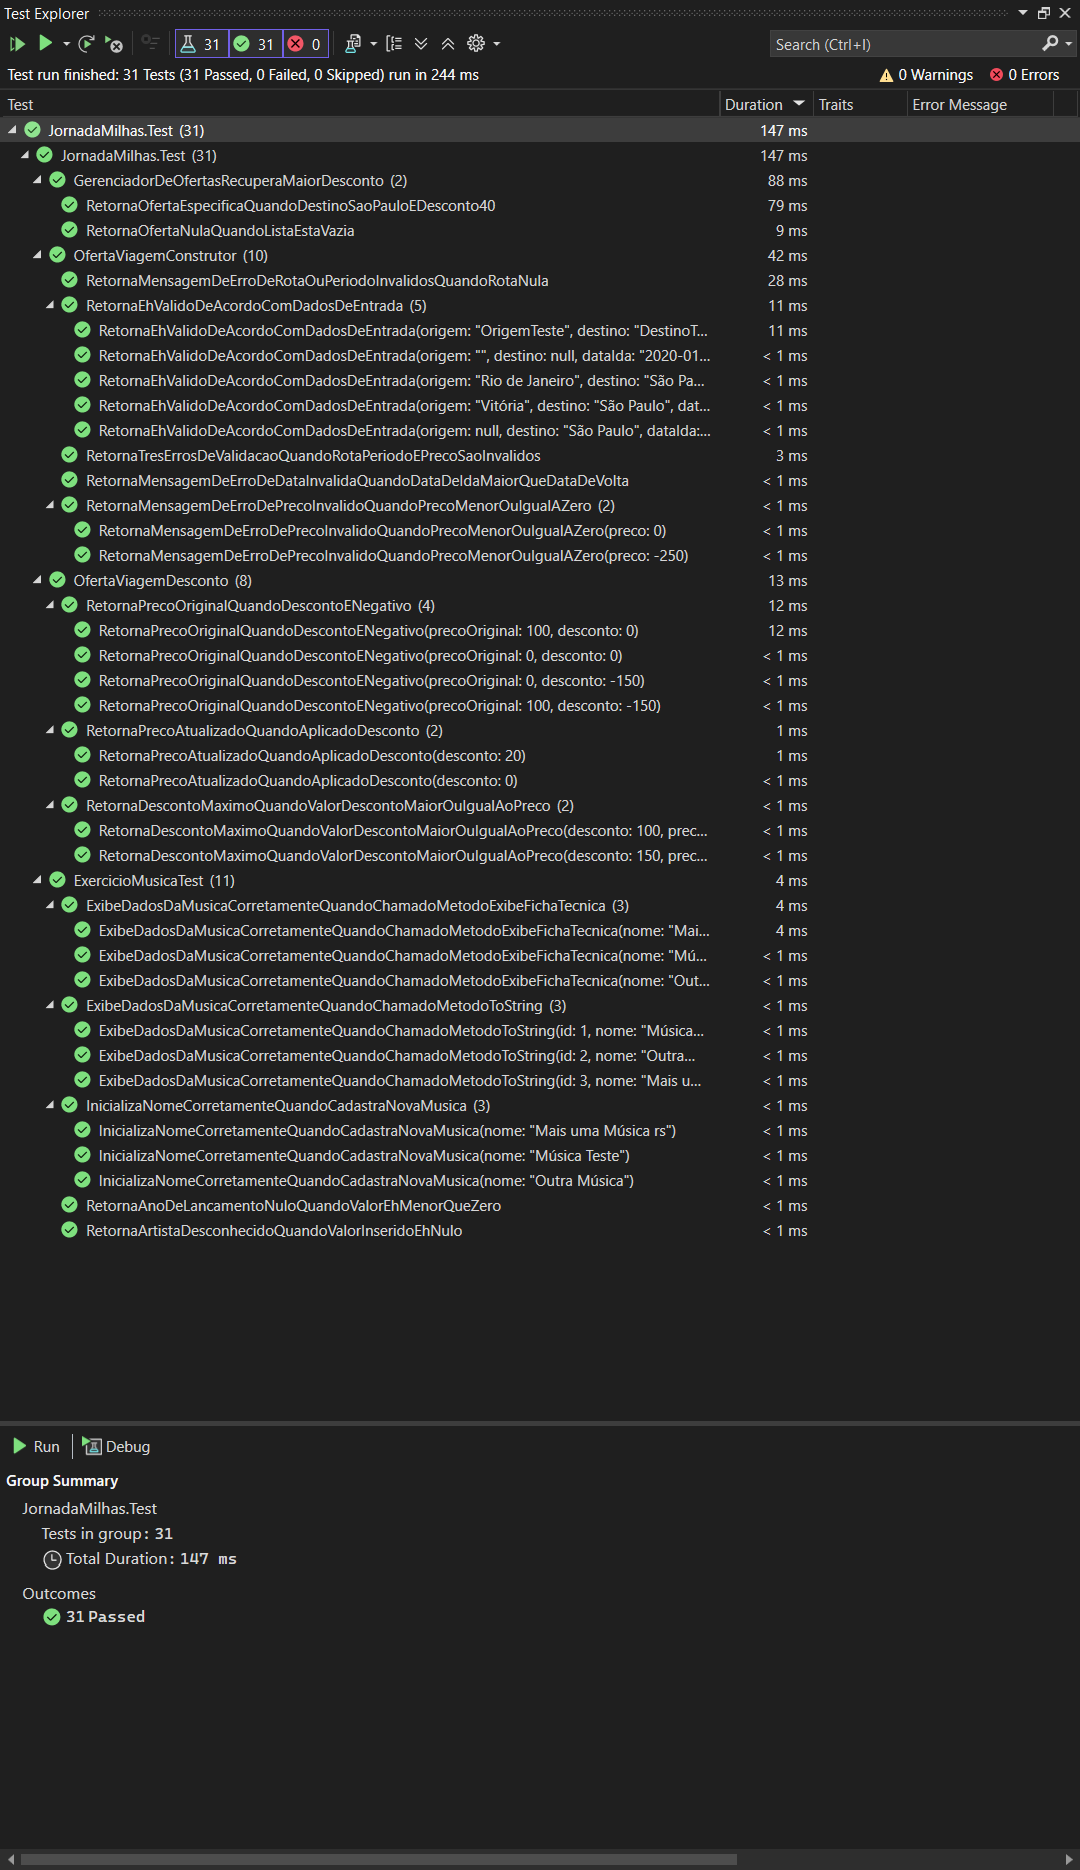 Test Explorer
31 31 0
Search (Ctrl+I)
Test run finished: 31 Tests (31 Passed, 0 Failed, 0 Skipped) run in 244 ms 0 Warnings 0 Errors
Test Duration Traits Error Message
JornadaMilhas.Test (31) 147 ms
JornadaMilhas.Test (31) 147 ms
GerenciadorDeOfertasRecuperaMaiorDesconto (2) 88 ms
RetornaOfertaEspecificaQuandoDestinoSaoPauloEDesconto40 79 ms
RetornaOfertaNulaQuandoListaEstaVazia 9 ms
OfertaViagemConstrutor (10) 42 ms
RetornaMensagemDeErroDeRotaOuPeriodoInvalidosQuandoRotaNula 28 ms
RetornaEhValidoDeAcordoComDadosDeEntrada (5) 11 ms
RetornaEhValidoDeAcordoComDadosDeEntrada(origem: "OrigemTeste", destino: "DestinoT... 11 ms
RetornaEhValidoDeAcordoComDadosDeEntrada(origem: "", destino: null, dataIda: "2020-01... < 1 ms
RetornaEhValidoDeAcordoComDadosDeEntrada(origem: "Rio de Janeiro", destino: "São Pa... < 1 ms
RetornaEhValidoDeAcordoComDadosDeEntrada(origem: "Vitória", destino: "São Paulo", dat... < 1 ms
RetornaEhValidoDeAcordoComDadosDeEntrada(origem: null, destino: "São Paulo", dataIda:... < 1 ms
RetornaTresErrosDeValidacaoQuandoRotaPeriodoEPrecoSaoInvalidos 3 ms
RetornaMensagemDeErroDeDataInvalidaQuandoDataDeIdaMaiorQueDataDeVolta < 1 ms
RetornaMensagemDeErroDePrecoInvalidoQuandoPrecoMenorOuIgualAZero (2) < 1 ms
RetornaMensagemDeErroDePrecoInvalidoQuandoPrecoMenorOuIgualAZero(preco: 0) < 1 ms
RetornaMensagemDeErroDePrecoInvalidoQuandoPrecoMenorOuIgualAZero(preco: -250) < 1 ms
OfertaViagemDesconto (8) 13 ms
RetornaPrecoOriginalQuandoDescontoENegativo (4) 12 ms
RetornaPrecoOriginalQuandoDescontoENegativo(precoOriginal: 100, desconto: 0) 12 ms
RetornaPrecoOriginalQuandoDescontoENegativo(precoOriginal: 0, desconto: 0) < 1 ms
RetornaPrecoOriginalQuandoDescontoENegativo(precoOriginal: 0, desconto: -150) < 1 ms
RetornaPrecoOriginalQuandoDescontoENegativo(precoOriginal: 100, desconto: -150) < 1 ms
RetornaPrecoAtualizadoQuandoAplicadoDesconto (2) 1 ms
RetornaPrecoAtualizadoQuandoAplicadoDesconto(desconto: 20) 1 ms
RetornaPrecoAtualizadoQuandoAplicadoDesconto(desconto: 0) < 1 ms
RetornaDescontoMaximoQuandoValorDescontoMaiorOuIgualAoPreco (2) < 1 ms
RetornaDescontoMaximoQuandoValorDescontoMaiorOuIgualAoPreco(desconto: 100, prec... < 1 ms
RetornaDescontoMaximoQuandoValorDescontoMaiorOuIgualAoPreco(desconto: 150, prec... < 1 ms
ExercicioMusicaTest (11) 4 ms
ExibeDadosDaMusicaCorretamenteQuandoChamadoMetodoExibeFichaTecnica (3) 4 ms
ExibeDadosDaMusicaCorretamenteQuandoChamadoMetodoExibeFichaTecnica(nome: "Mai... 4 ms
ExibeDadosDaMusicaCorretamenteQuandoChamadoMetodoExibeFichaTecnica(nome: "Mú... < 1 ms
ExibeDadosDaMusicaCorretamenteQuandoChamadoMetodoExibeFichaTecnica(nome: "Out... < 1 ms
ExibeDadosDaMusicaCorretamenteQuandoChamadoMetodoToString (3) < 1 ms
ExibeDadosDaMusicaCorretamenteQuandoChamadoMetodoToString(id: 1, nome: "Música... < 1 ms
ExibeDadosDaMusicaCorretamenteQuandoChamadoMetodoToString(id: 2, nome: "Outra... < 1 ms
ExibeDadosDaMusicaCorretamenteQuandoChamadoMetodoToString(id: 3, nome: "Mais u... < 1 ms
InicializaNomeCorretamenteQuandoCadastraNovaMusica (3) < 1 ms
InicializaNomeCorretamenteQuandoCadastraNovaMusica(nome: "Mais uma Música rs") < 1 ms
InicializaNomeCorretamenteQuandoCadastraNovaMusica(nome: "Música Teste") < 1 ms
InicializaNomeCorretamenteQuandoCadastraNovaMusica(nome: "Outra Música") < 1 ms
RetornaAnoDeLancamentoNuloQuandoValorEhMenorQueZero < 1 ms
RetornaArtistaDesconhecidoQuandoValorInseridoEhNulo < 1 ms
Run Debug
Group Summary
JornadaMilhas.Test
Tests in group: 31
Total Duration: 147 ms
Outcomes
31 Passed